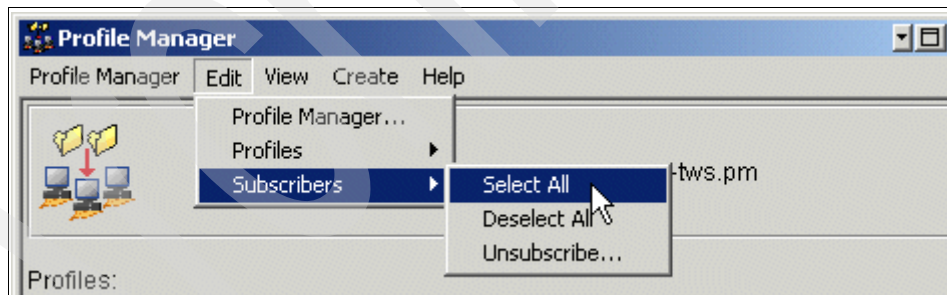 Profile Manager
Profile Manager Edit View Create Help
Profile Manager...
Profiles
Subscribers
-tws.pm
Select All
Deselect All
Unsubscribe...
Profiles: